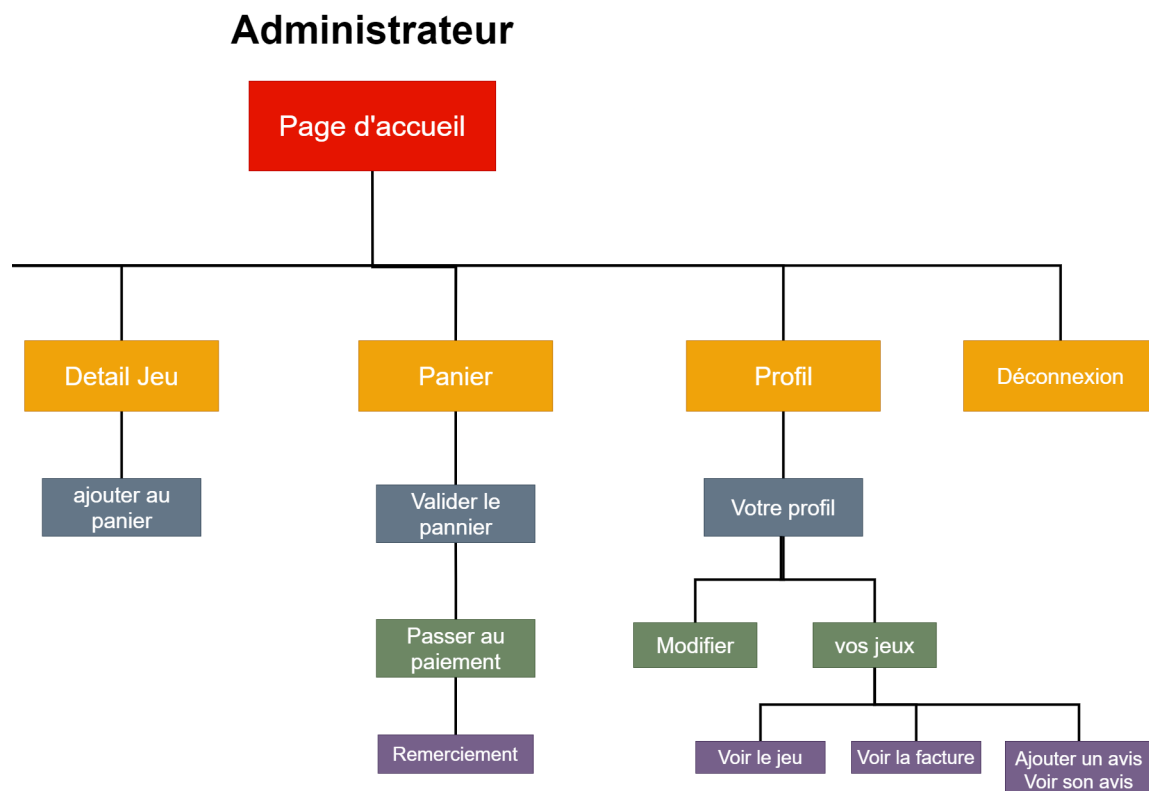 Administrateur
Page d'accueil
Detail Jeu
Panier
Profil
Déconnexion
ajouter au
panier
Valider le
pannier
Votre profil
Passer au
paiement
Modifier
vos jeux
Remerciement
Voir le jeu
Voir la facture
Ajouter un avis
Voir son avis